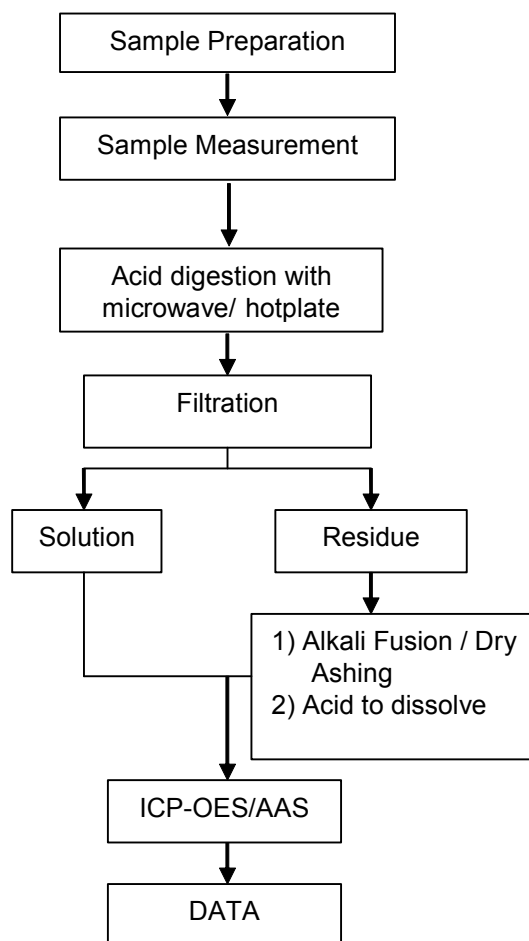 Sample Preparation
Sample Measurement
Acid digestion with
microwave/ hotplate
Filtration
Solution
Residue
1) Alkali Fusion / Dry
Ashing
2) Acid to dissolve
ICP-OES/AAS
DATA